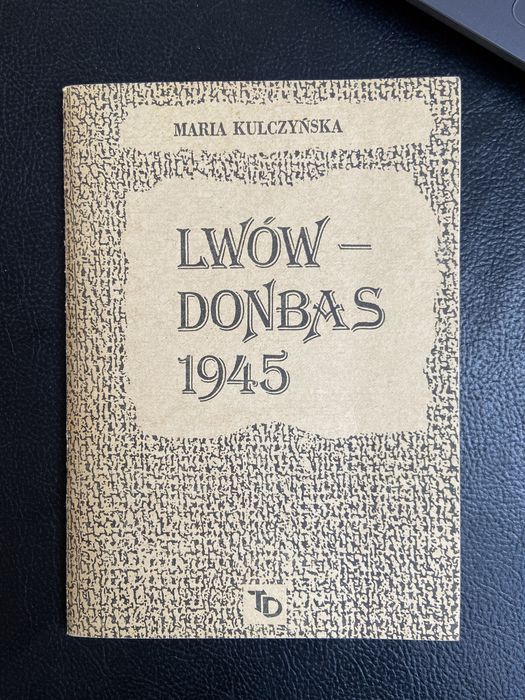 MARIA KULCZYŃSKA
LWÓW –
DONBAS
1945
TD